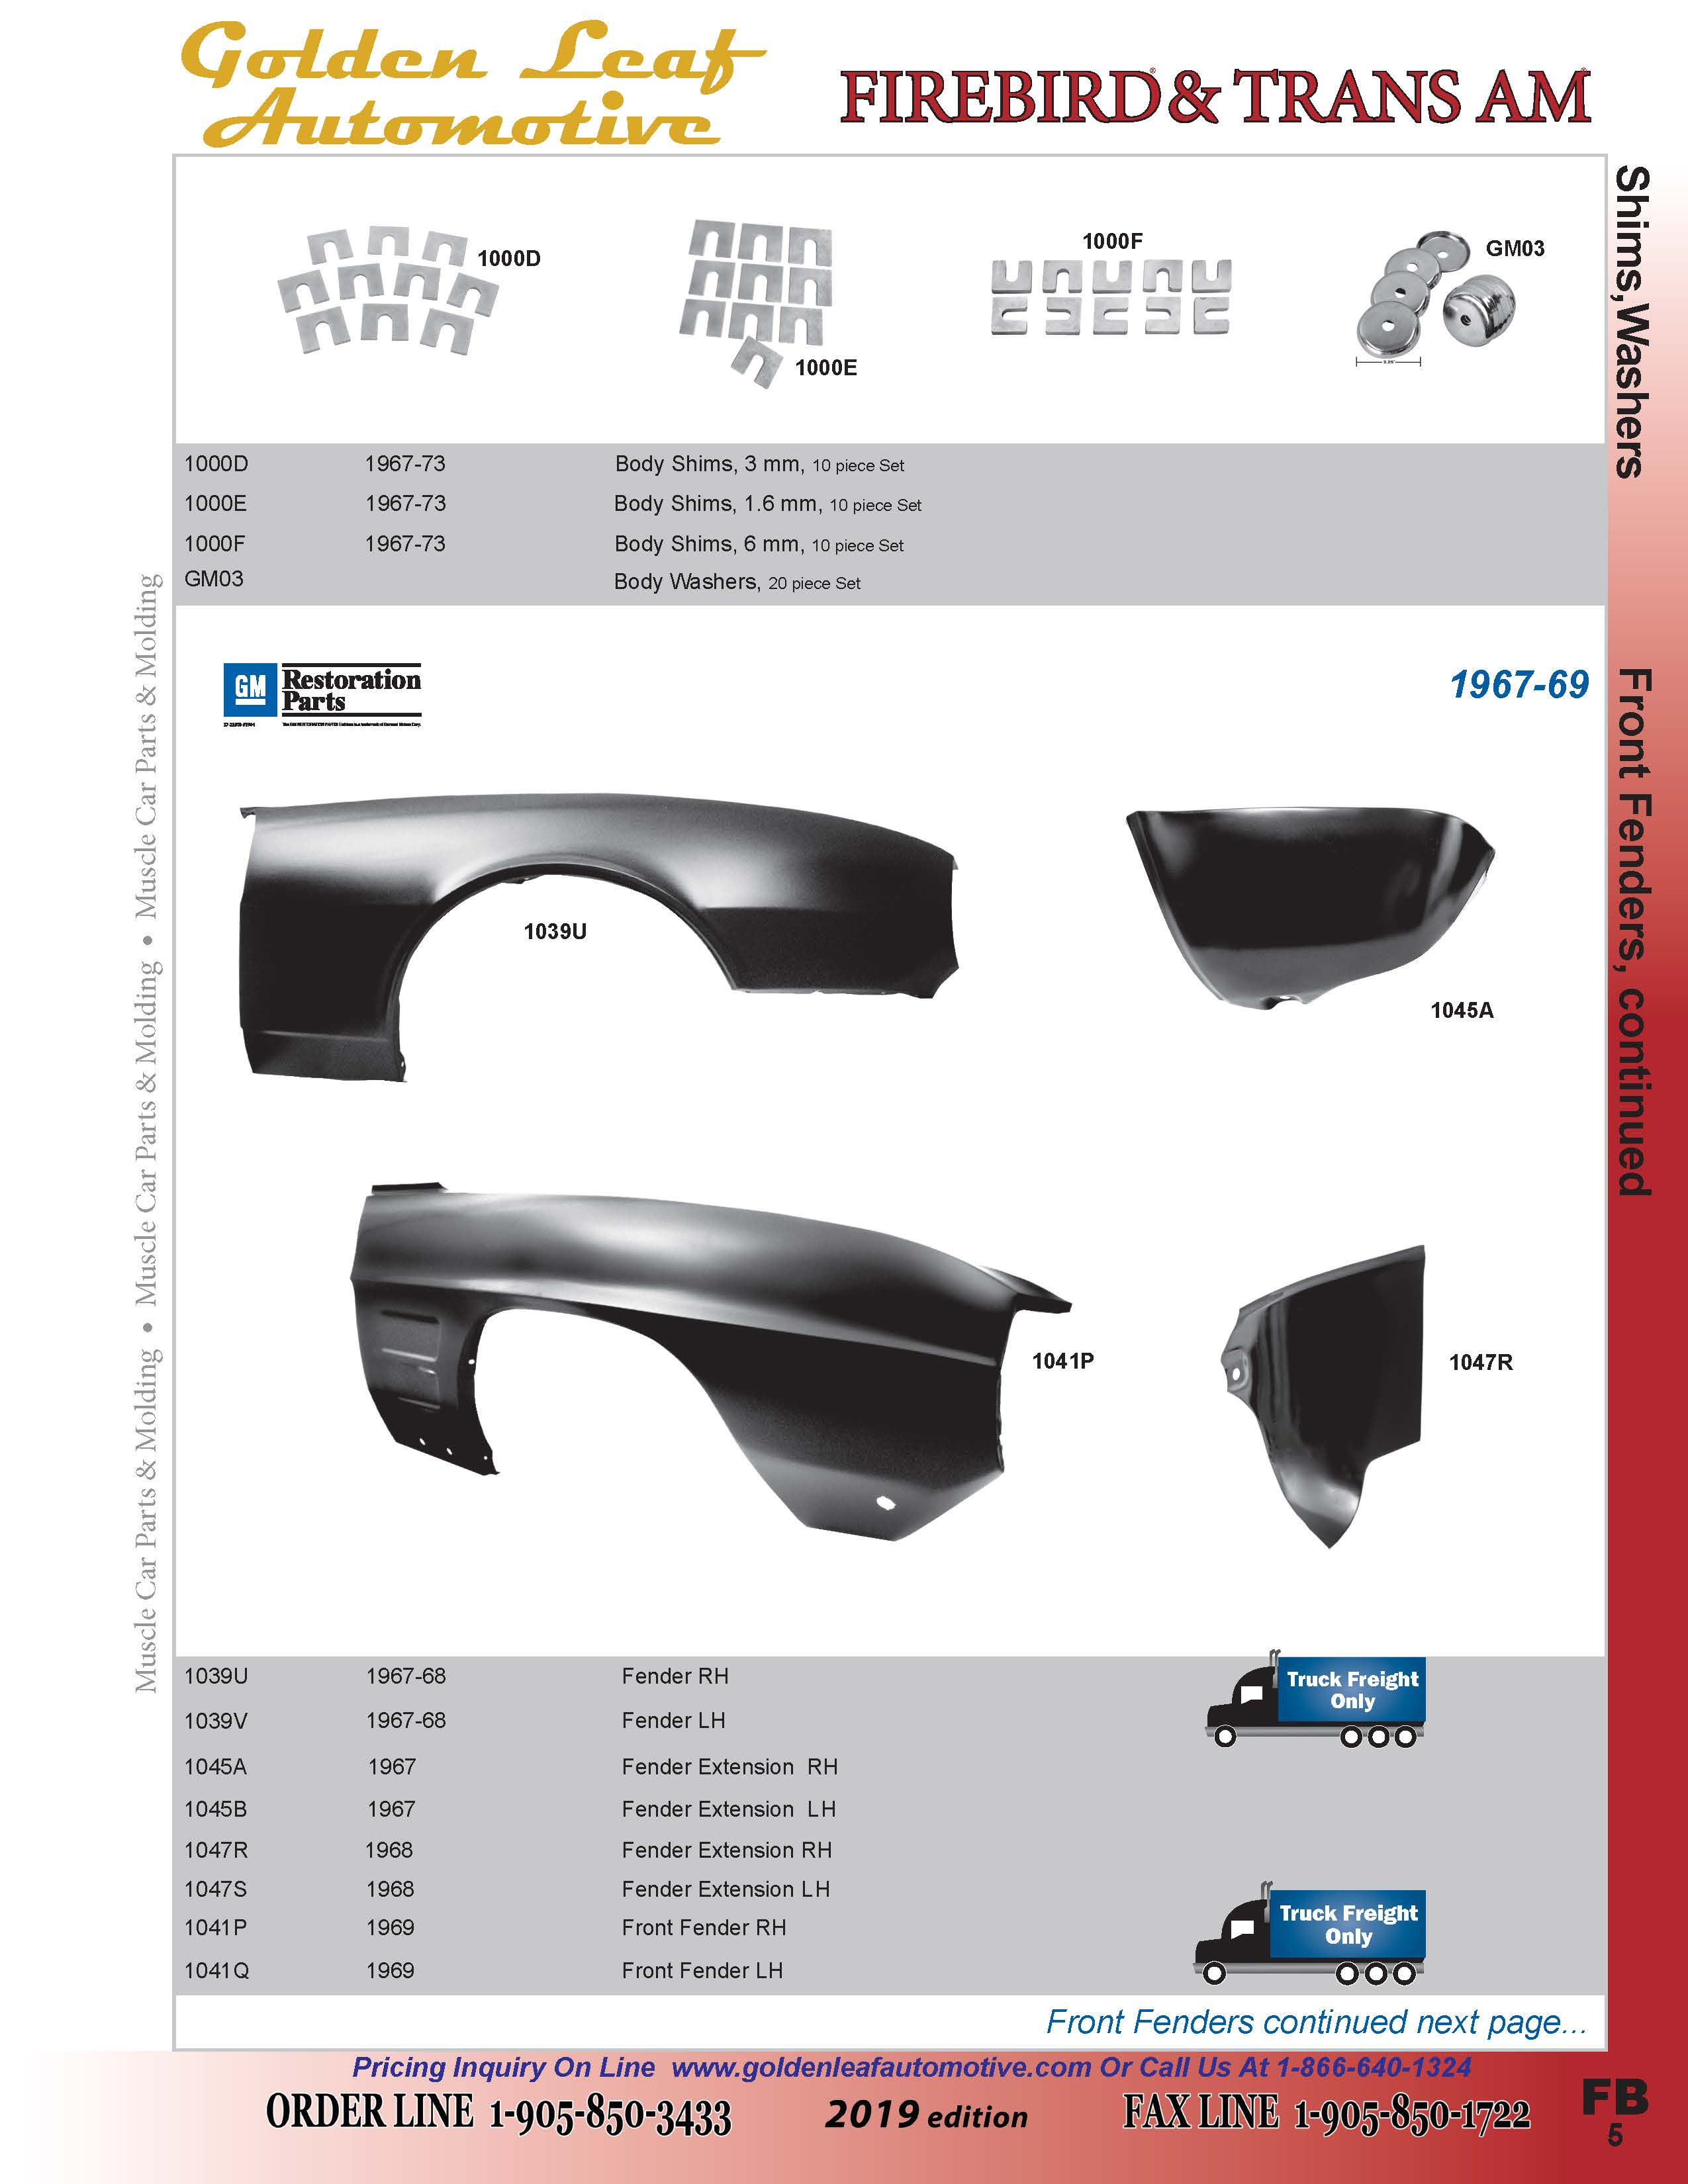 Golden Leaf
Automotive
FIREBIRD® & TRANS AM®
Shims, Washers
1000D
1000E
1000F
GM03
1000D 1967-73 Body Shims, 3 mm, 10 piece Set
1000E 1967-73 Body Shims, 1.6 mm, 10 piece Set
1000F 1967-73 Body Shims, 6 mm, 10 piece Set
GM03 Body Washers, 20 piece Set
Muscle Car Parts & Molding • Muscle Car Parts & Molding • Muscle Car Parts & Molding
GM Restoration
Parts
1967-69
Front Fenders, continued
1039U
1045A
1041P
1047R
1039U 1967-68 Fender RH
1039V 1967-68 Fender LH
Truck Freight
Only
1045A 1967 Fender Extension RH
1045B 1967 Fender Extension LH
1047R 1968 Fender Extension RH
1047S 1968 Fender Extension LH
1041P 1969 Front Fender RH
1041Q 1969 Front Fender LH
Truck Freight
Only
Front Fenders continued next page...
Pricing Inquiry On Line www.goldenleafautomotive.com Or Call Us At 1-866-640-1324
ORDER LINE 1-905-850-3433 2019 edition FAX LINE 1-905-850-1722
FB
5